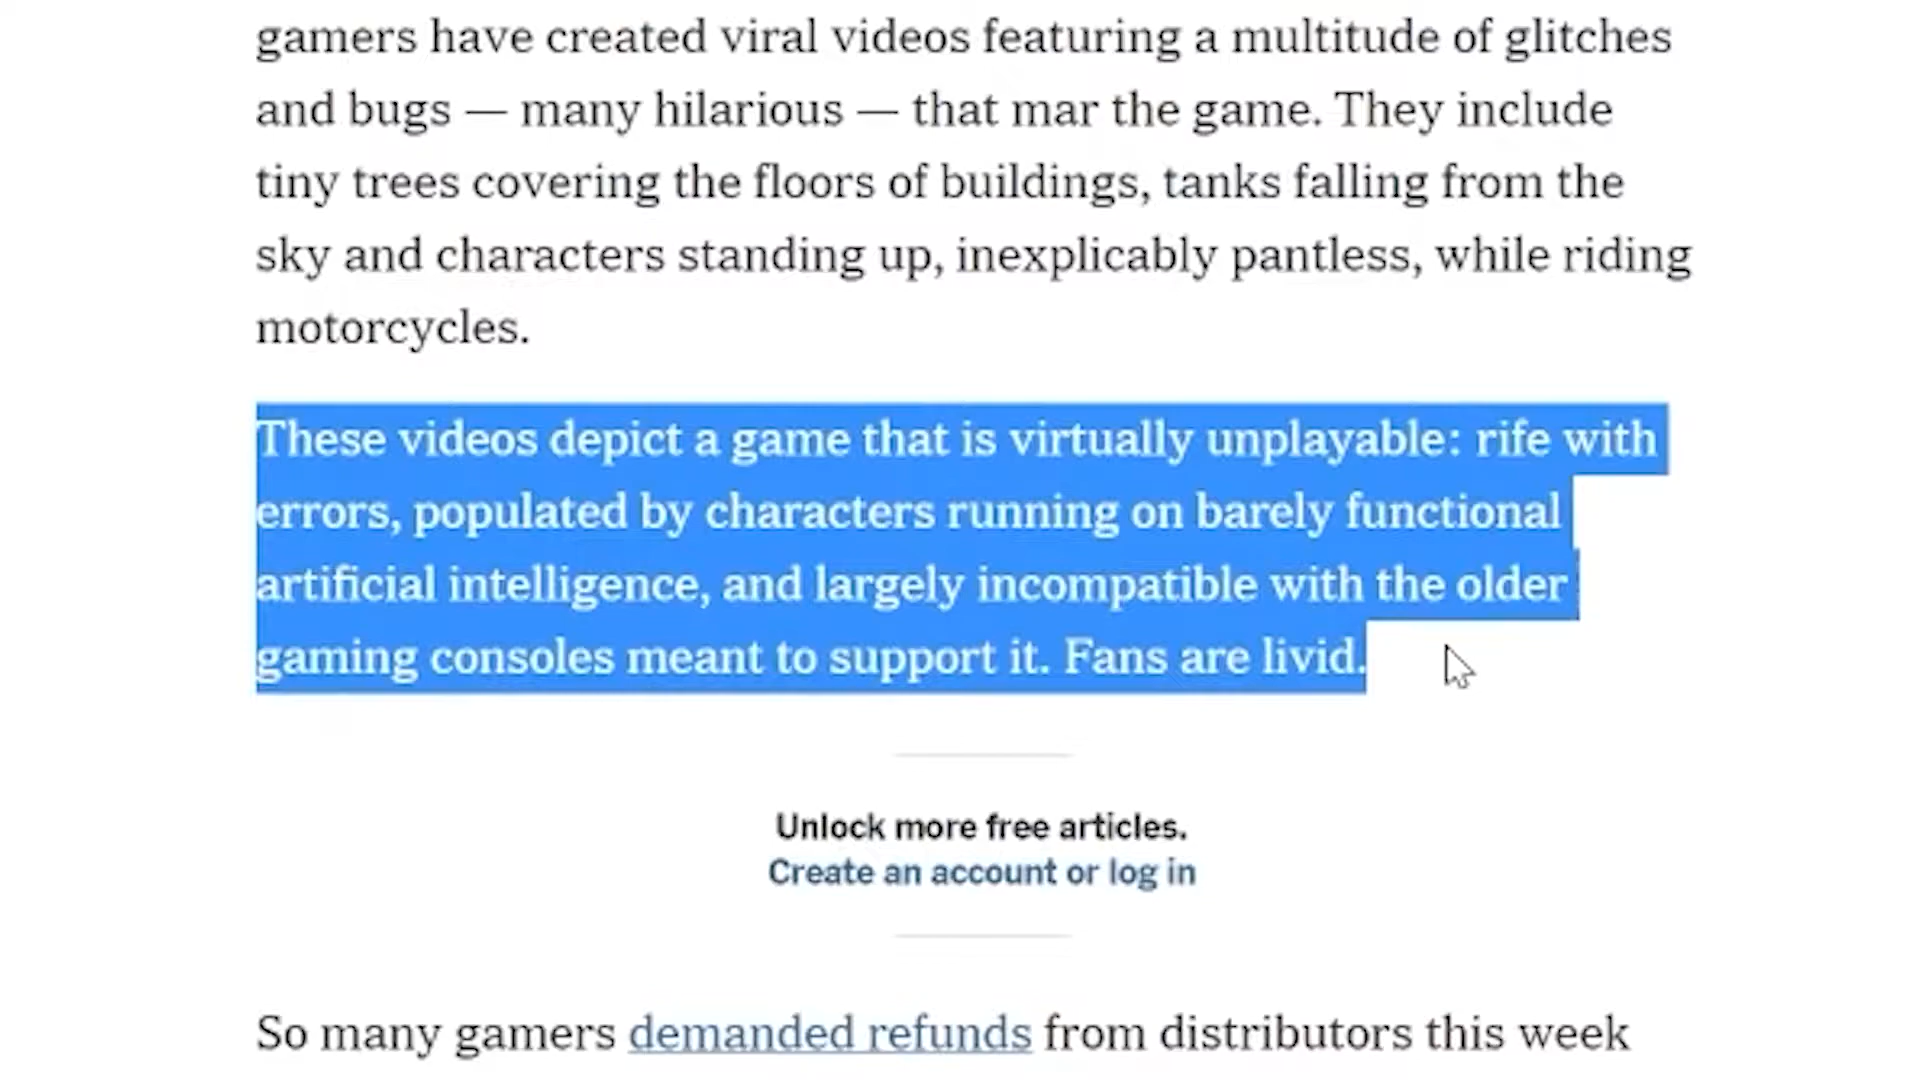 gamers have created viral videos featuring a multitude of glitches
and bugs — many hilarious — that mar the game. They include
tiny trees covering the floors of buildings, tanks falling from the
sky and characters standing up, inexplicably pantless, while riding
motorcycles.
These videos depict a game that is virtually unplayable: rife with
errors, populated by characters running on barely functional
artificial intelligence, and largely incompatible with the older
gaming consoles meant to support it. Fans are livid.
Unlock more free articles.
Create an account or log in
So many gamers demanded refunds from distributors this week